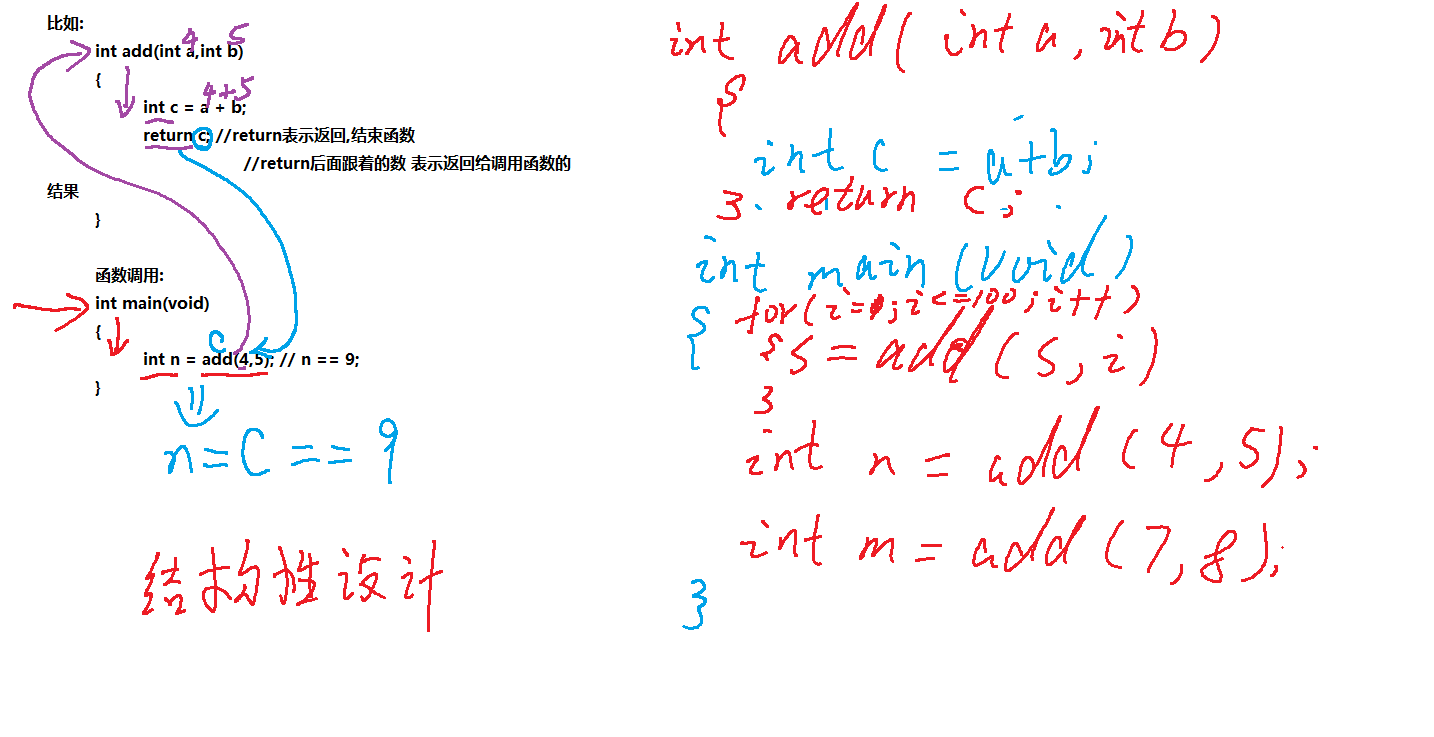 比如:
int add(int a,int b)
4 5
{
int c = a + b;
4+5
return c; //return表示返回,结束函数
//return后面跟着的数 表示返回给调用函数的
结果
}
函数调用:
int main(void)
{
C
int n = add(4,5); // n == 9;
}
n=C == 9
结构性设计
int add(int a,int b)
{
int c = a+b;
return c;
}
int main(void)
{
for(i=1;i<=100;i++)
{s=add(s,i)
}
int n = add(4,5);
int m = add(7,8);
}